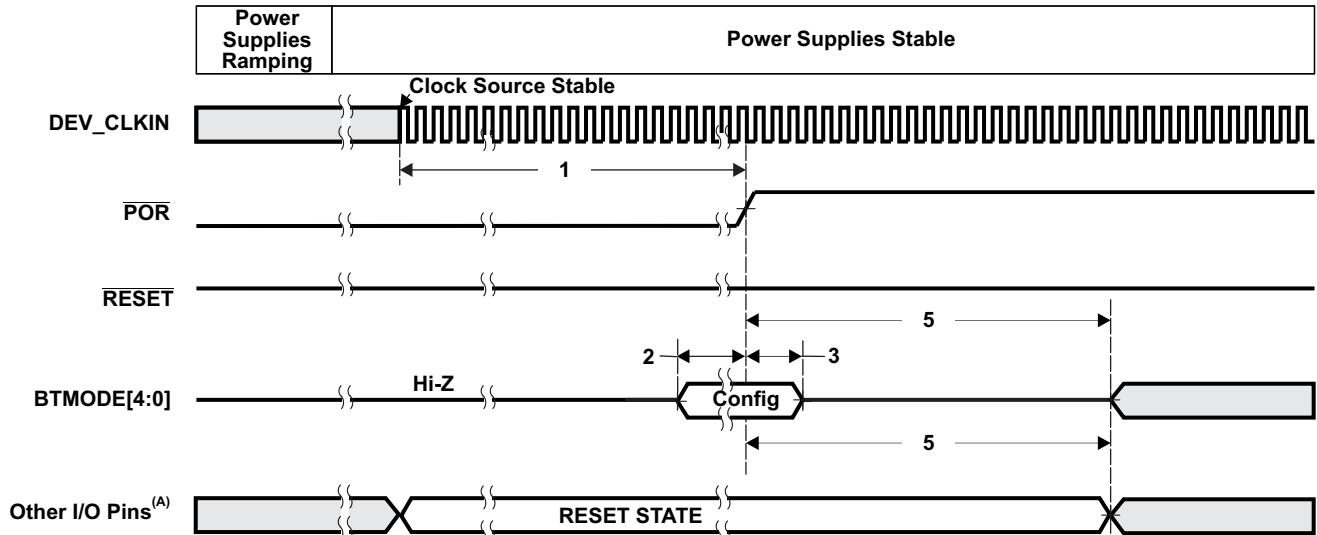 Power
Supplies
Ramping
Power Supplies Stable
Clock Source Stable
DEV_CLKIN
1
POR
RESET
5
2
3
Hi-Z
BTMODE[4:0]
Config
5
Other I/O Pins(A)
RESET STATE